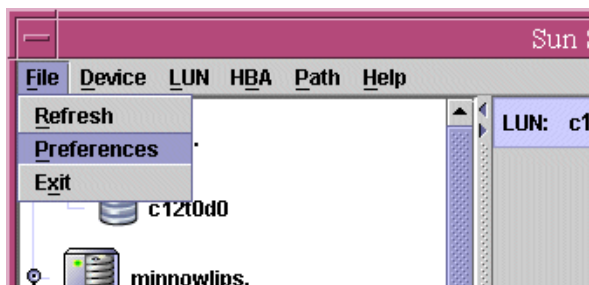 Sun S
File Device LUN HBA Path Help
Refresh
Preferences
Exit
LUN: c1
c12t0d0
minnowlips.